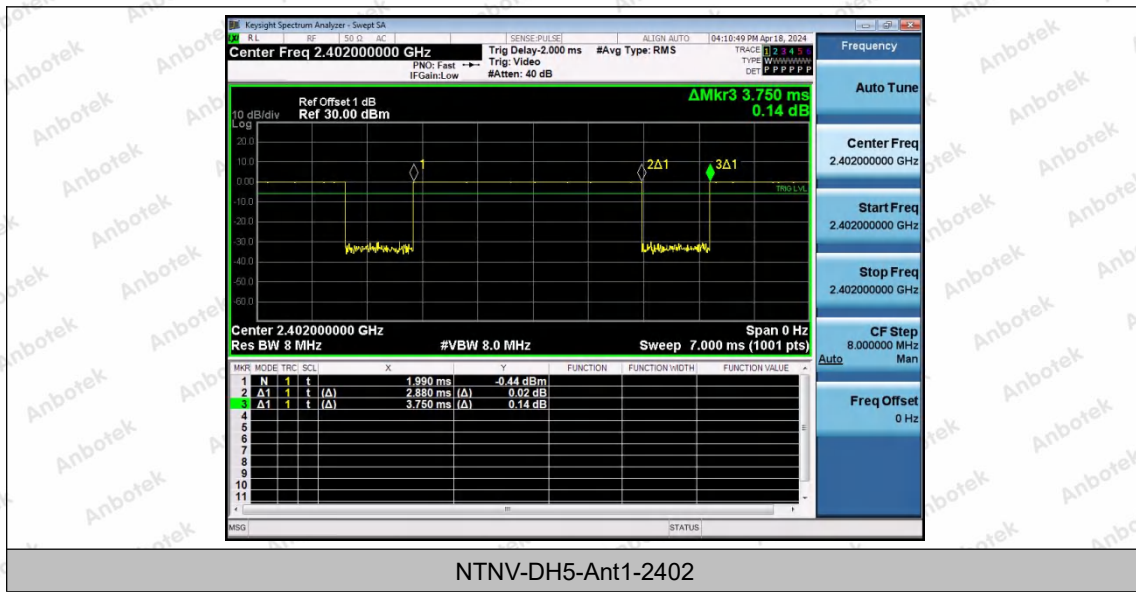 Keysight Spectrum Analyzer - Swept SA
RL RF 50 Ω AC SENSE:PULSE ALIGN AUTO 04:10:49 PM Apr 18, 2024
Center Freq 2.402000000 GHz
PNO: Fast
IFGain:Low
Trig Delay-2.000 ms
Trig: Video
#Atten: 40 dB
#Avg Type: RMS
TRACE 1 2 3 4 5 6
TYPE WWWWWW
DET P P P P P P
ΔMkr3 3.750 ms
0.14 dB
Ref Offset 1 dB
10 dB/div Ref 30.00 dBm
Log
20.0
10.0
0.00
-10.0
-20.0
-30.0
-40.0
-50.0
-60.0
1
2Δ1
3Δ1
TRIG LVL
Center 2.402000000 GHz Span 0 Hz
Res BW 8 MHz #VBW 8.0 MHz Sweep 7.000 ms (1001 pts)
MKR MODE TRC SCL X Y FUNCTION FUNCTION WIDTH FUNCTION VALUE
1 N 1 t 1.990 ms -0.44 dBm
2 Δ1 1 t (Δ) 2.880 ms (Δ) 0.02 dB
3 Δ1 1 t (Δ) 3.750 ms (Δ) 0.14 dB
4
5
6
7
8
9
10
11
MSG STATUS
Frequency
Auto Tune
Center Freq
2.402000000 GHz
Start Freq
2.402000000 GHz
Stop Freq
2.402000000 GHz
CF Step
8.000000 MHz
Auto Man
Freq Offset
0 Hz
NTNV-DH5-Ant1-2402
Anbotek